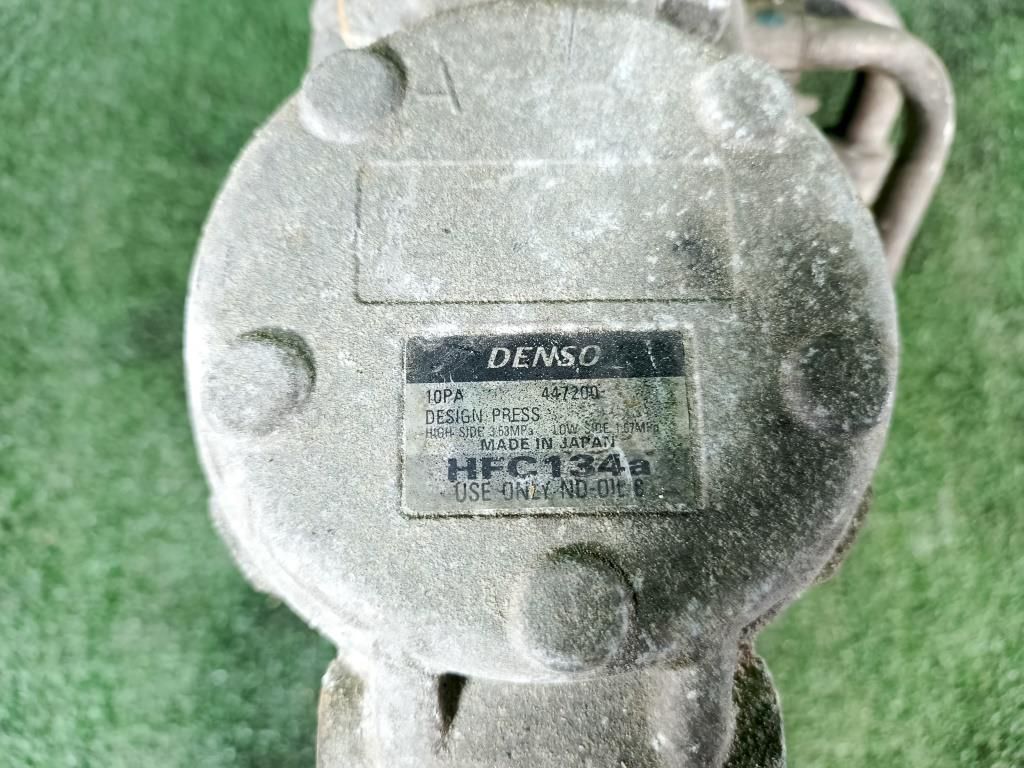 A
DENSO
10PA 447200-
DESIGN PRESS
HIGH SIDE 3.53MPa LOW SIDE 1.67MPa
MADE IN JAPAN
HFC134a
USE ONLY ND-OIL 8